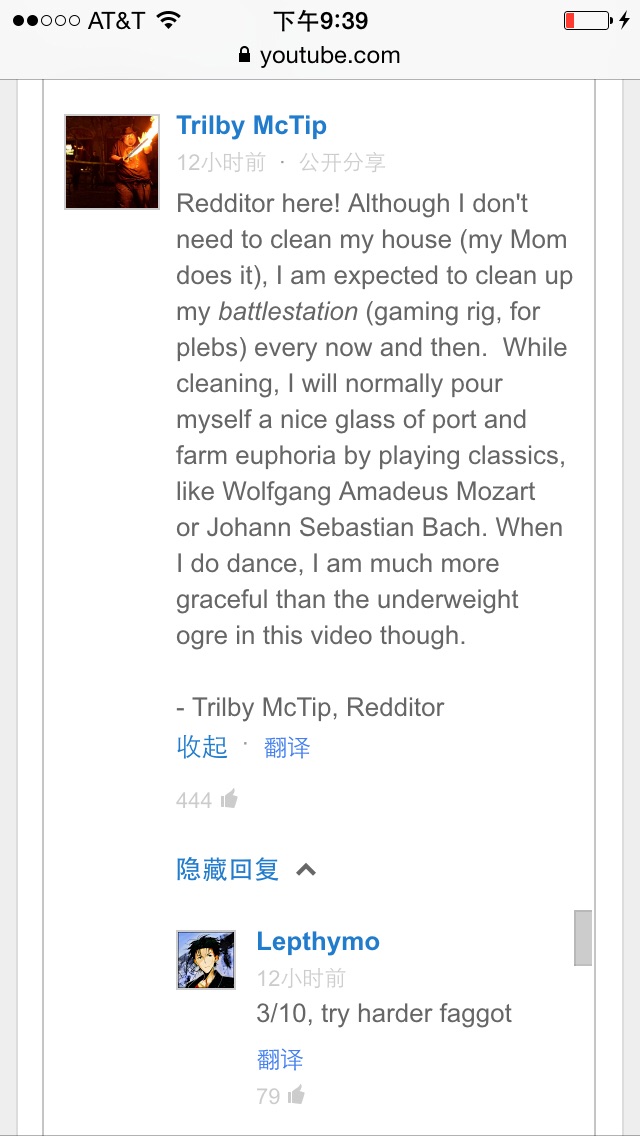 AT&T 下午9:39
youtube.com
Trilby McTip
12小时前 · 公开分享
Redditor here! Although I don't
need to clean my house (my Mom
does it), I am expected to clean up
my battlestation (gaming rig, for
plebs) every now and then.  While
cleaning, I will normally pour
myself a nice glass of port and
farm euphoria by playing classics,
like Wolfgang Amadeus Mozart
or Johann Sebastian Bach. When
I do dance, I am much more
graceful than the underweight
ogre in this video though.
- Trilby McTip, Redditor
收起 · 翻译
444
隐藏回复
Lepthymo
12小时前
3/10, try harder faggot
翻译
79